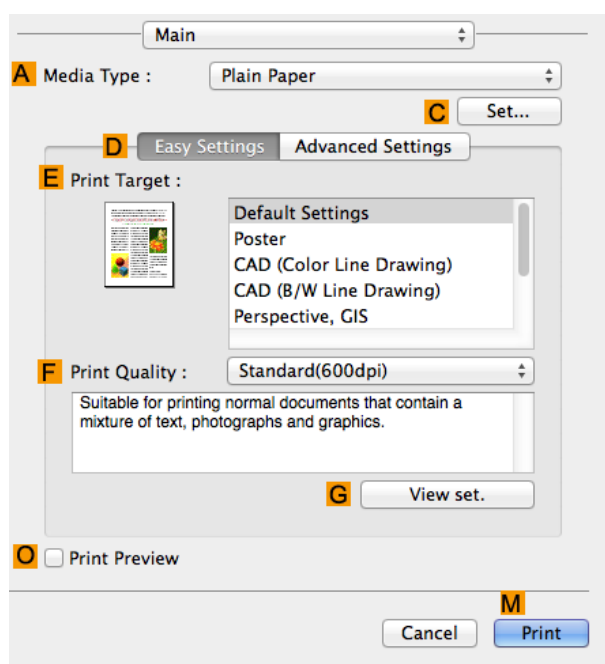 Main
A Media Type : Plain Paper
C Set...
D Easy Settings Advanced Settings
E Print Target :
Default Settings
Poster
CAD (Color Line Drawing)
CAD (B/W Line Drawing)
Perspective, GIS
F Print Quality : Standard(600dpi)
Suitable for printing normal documents that contain a
mixture of text, photographs and graphics.
G View set.
O Print Preview
M
Cancel Print